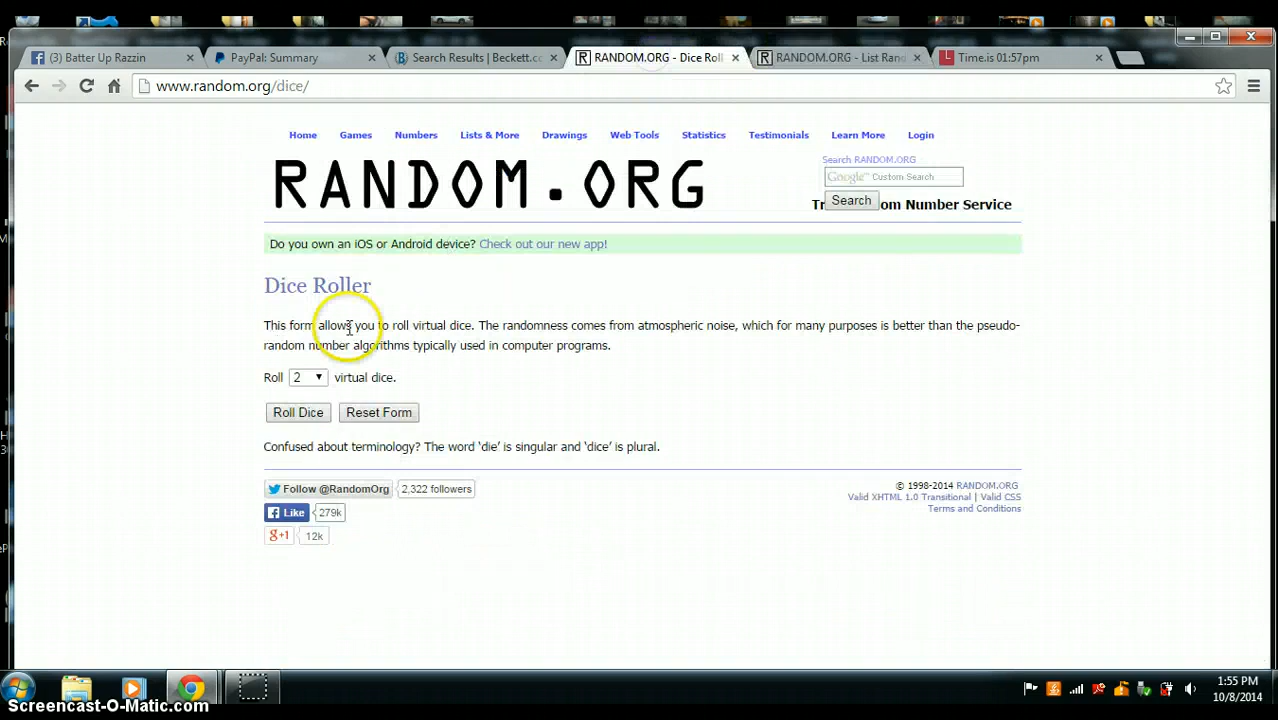 (3) Batter Up Razzin
PayPal: Summary
Search Results | Beckett.co
RANDOM.ORG - Dice Roll
RANDOM.ORG - List Rand
Time.is 01:57pm
www.random.org/dice/
Home Games Numbers Lists & More Drawings Web Tools Statistics Testimonials Learn More Login
Search RANDOM.ORG
RANDOM.ORG
Google™ Custom Search
Search
Number Service
Do you own an iOS or Android device? Check out our new app!
Dice Roller
This form allows you to roll virtual dice. The randomness comes from atmospheric noise, which for many purposes is better than the pseudo-
random number algorithms typically used in computer programs.
Roll 2 virtual dice.
Roll Dice Reset Form
Confused about terminology? The word ‘die’ is singular and ‘dice’ is plural.
Follow @RandomOrg 2,322 followers
© 1998-2014 RANDOM.ORG
Valid XHTML 1.0 Transitional | Valid CSS
Like 279k
Terms and Conditions
g+1 12k
1:55 PM
10/8/2014
Screencast-O-Matic.com